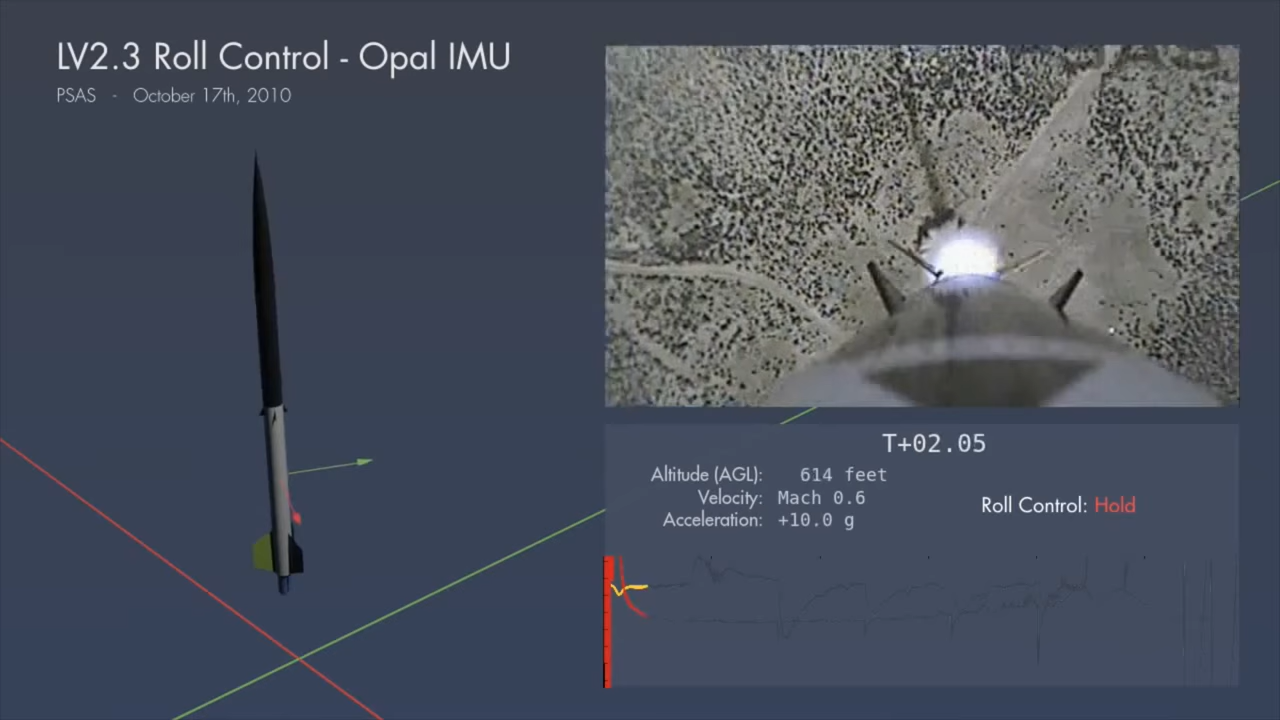 LV2.3 Roll Control - Opal IMU
PSAS - October 17th, 2010
T+02.05
Altitude (AGL): 614 feet
Velocity: Mach 0.6
Acceleration: +10.0 g
Roll Control: Hold